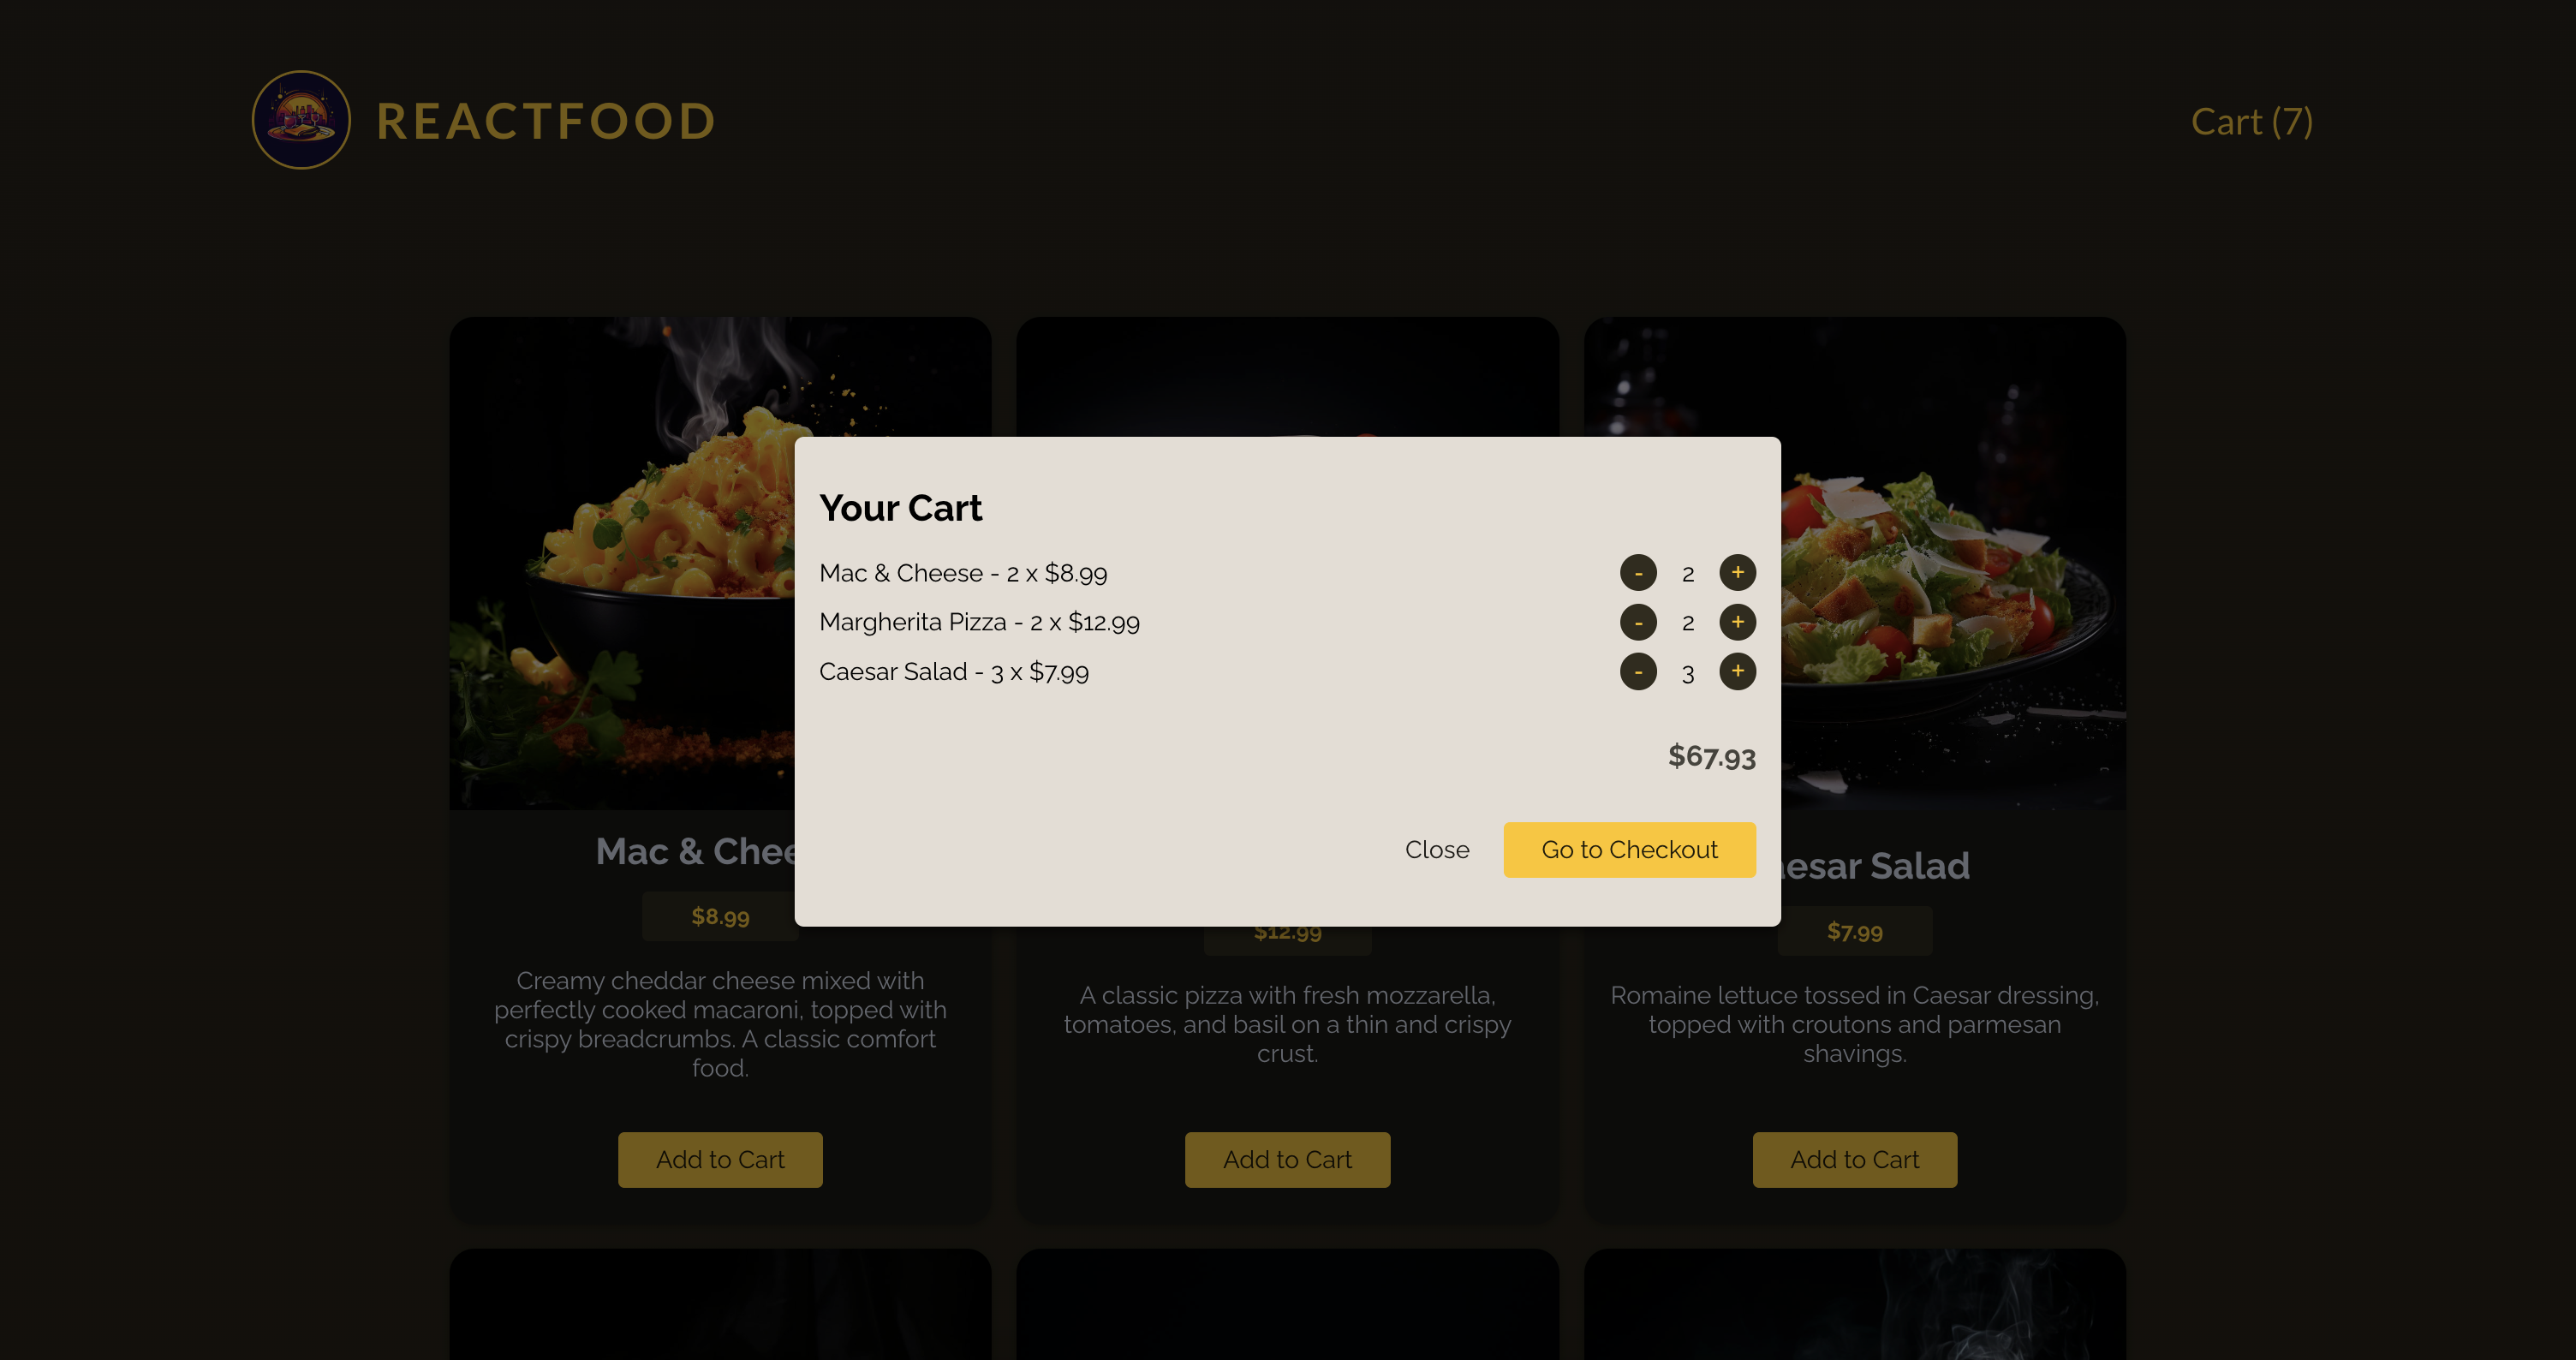 REACTFOOD
Cart (7)
Your Cart
Mac & Cheese - 2 x $8.99
- 2 +
Margherita Pizza - 2 x $12.99
- 2 +
Caesar Salad - 3 x $7.99
- 3 +
$67.93
Close
Go to Checkout
Mac & Chee
$8.99
Creamy cheddar cheese mixed with
perfectly cooked macaroni, topped with
crispy breadcrumbs. A classic comfort
food.
Add to Cart
$12.99
A classic pizza with fresh mozzarella,
tomatoes, and basil on a thin and crispy
crust.
Add to Cart
esar Salad
$7.99
Romaine lettuce tossed in Caesar dressing,
topped with croutons and parmesan
shavings.
Add to Cart